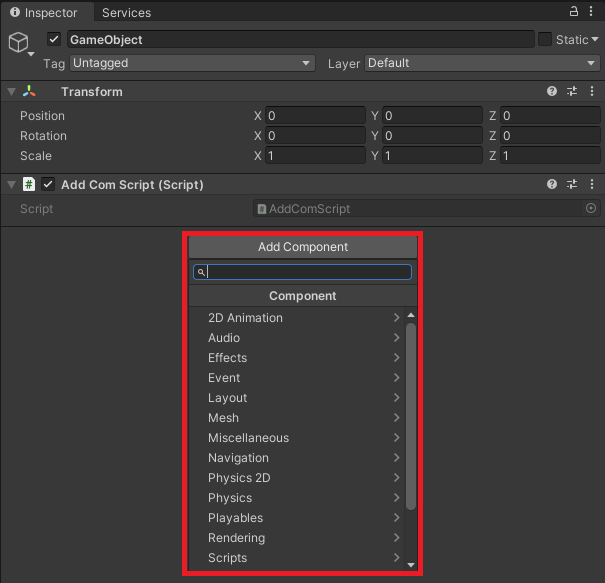 Inspector Services
GameObject Static
Tag Untagged Layer Default
Transform
Position X 0 Y 0 Z 0
Rotation X 0 Y 0 Z 0
Scale X 1 Y 1 Z 1
# Add Com Script (Script)
Script # AddComScript
Add Component
Component
2D Animation
Audio
Effects
Event
Layout
Mesh
Miscellaneous
Navigation
Physics 2D
Physics
Playables
Rendering
Scripts